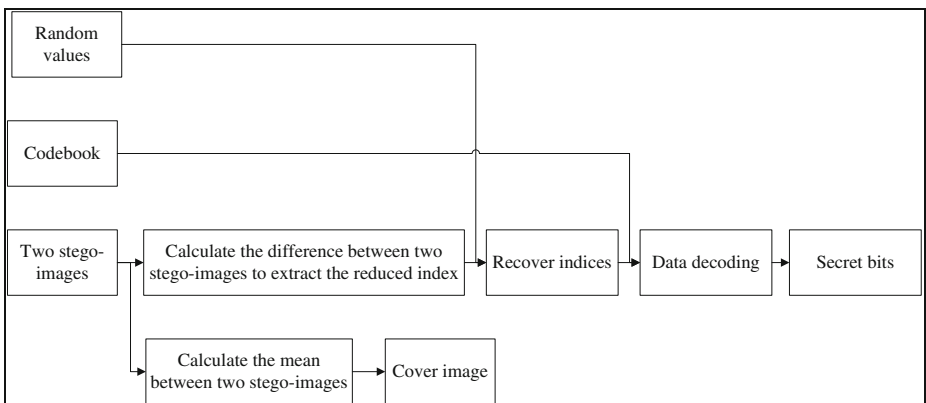 Random
values
Codebook
Two stego-
images
Calculate the difference between two
stego-images to extract the reduced index
Recover indices
Data decoding
Secret bits
Calculate the mean
between two stego-images
Cover image